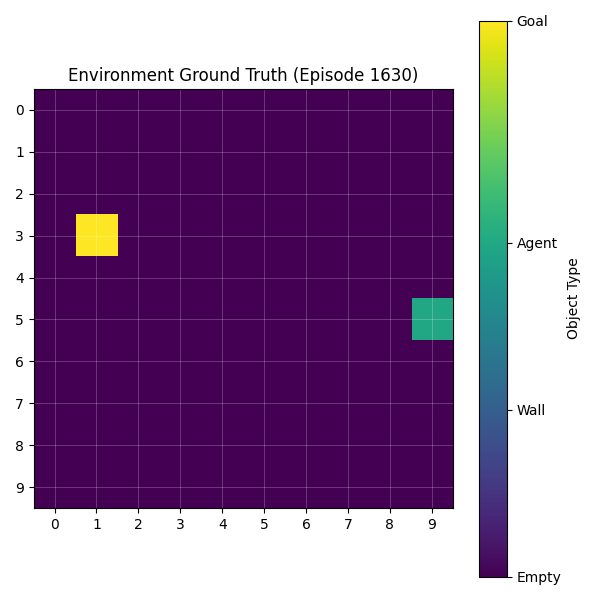 Environment Ground Truth (Episode 1630)
0
1
2
3
4
5
6
7
8
9
0 1 2 3 4 5 6 7 8 9
Goal
Agent
Wall
Empty
Object Type